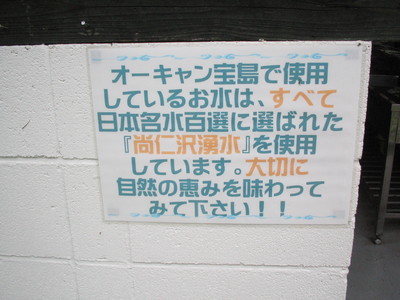 オーキャン宝島で使用
しているお水は、すべて
日本名水百選に選ばれた
『尚仁沢湧水』を使用
しています。大切に
自然の恵みを味わって
みて下さい！！